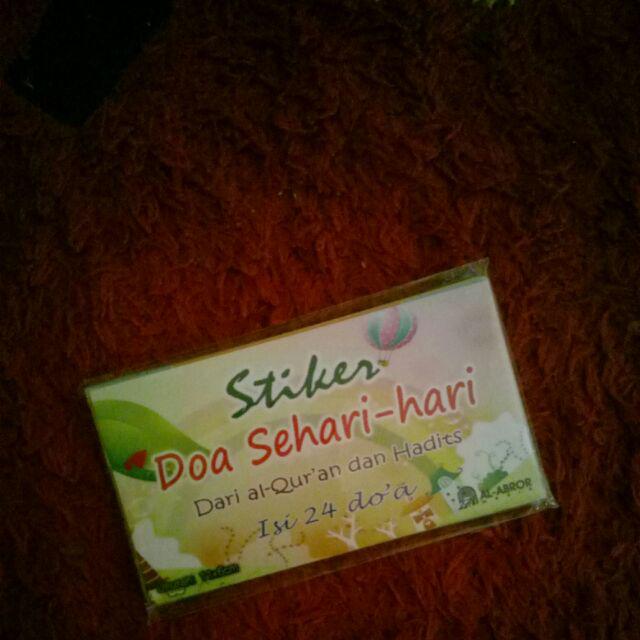 Stiker
Doa Sehari-hari
Dari al-Qur'an dan Hadits
Isi 24 do'a
AL-ABROR